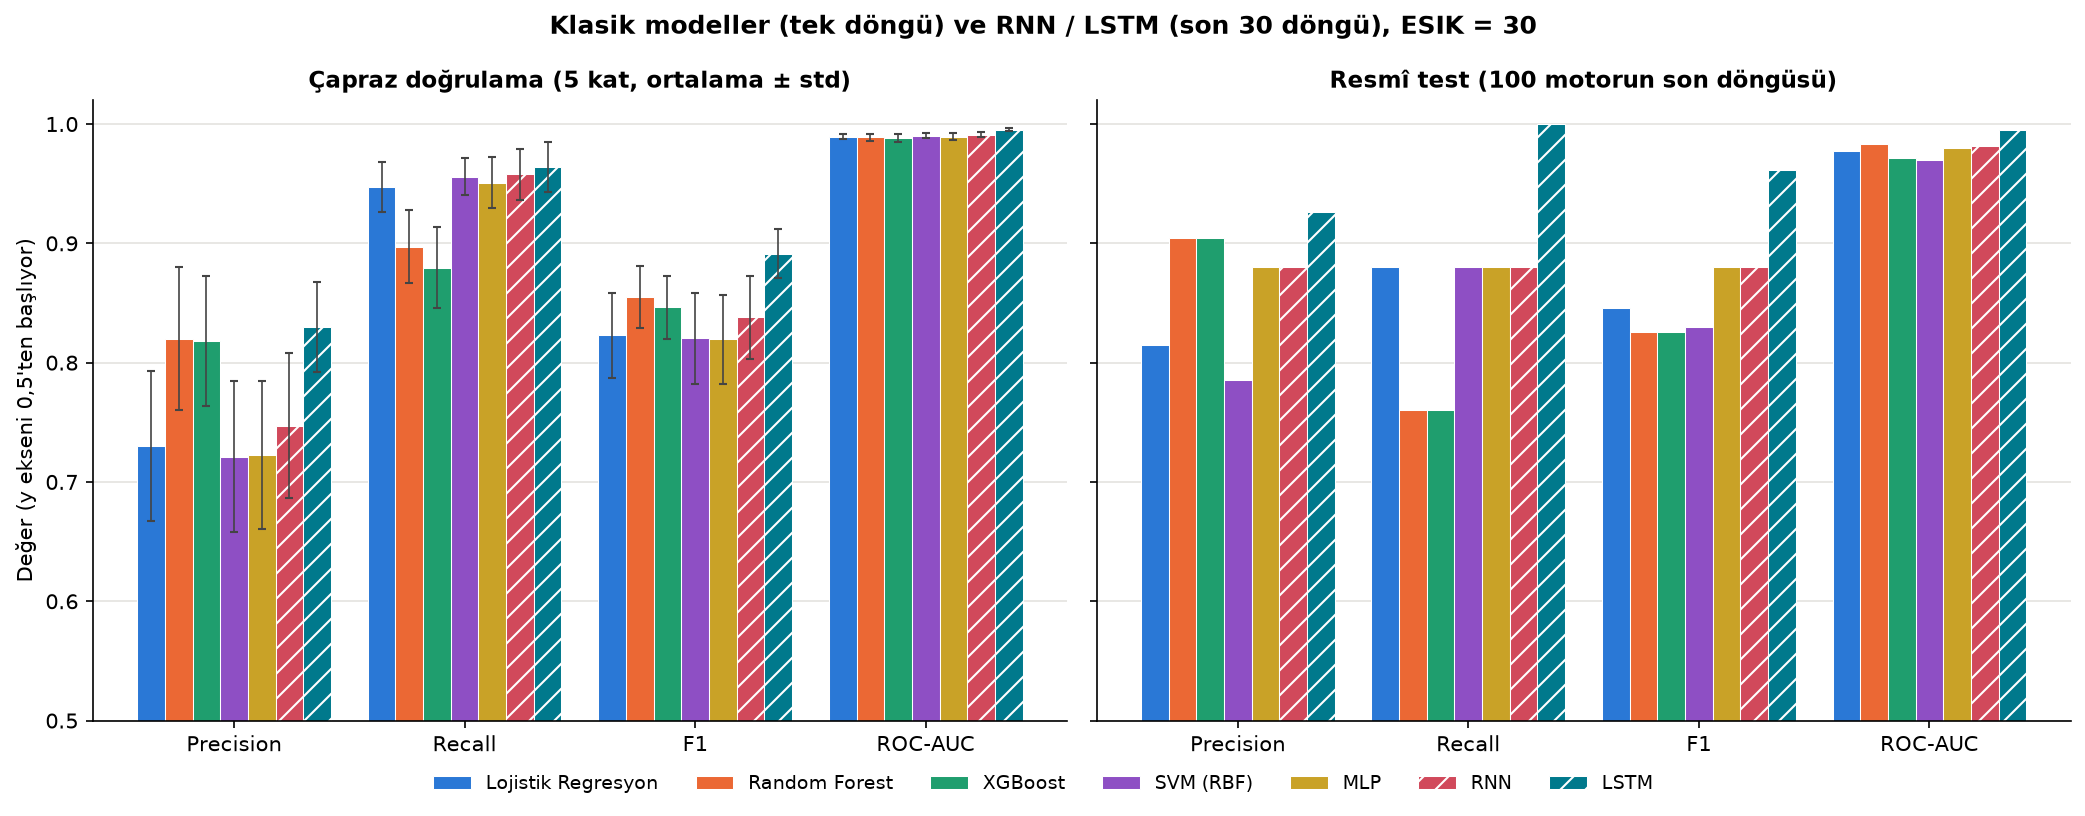 Klasik modeller (tek döngü) ve RNN / LSTM (son 30 döngü), ESIK = 30
Çapraz doğrulama (5 kat, ortalama ± std)
Resmî test (100 motorun son döngüsü)
Değer (y ekseni 0,5'ten başlıyor)
1.0
0.9
0.8
0.7
0.6
0.5
Precision Recall F1 ROC-AUC
Precision Recall F1 ROC-AUC
Lojistik Regresyon Random Forest XGBoost SVM (RBF) MLP RNN LSTM